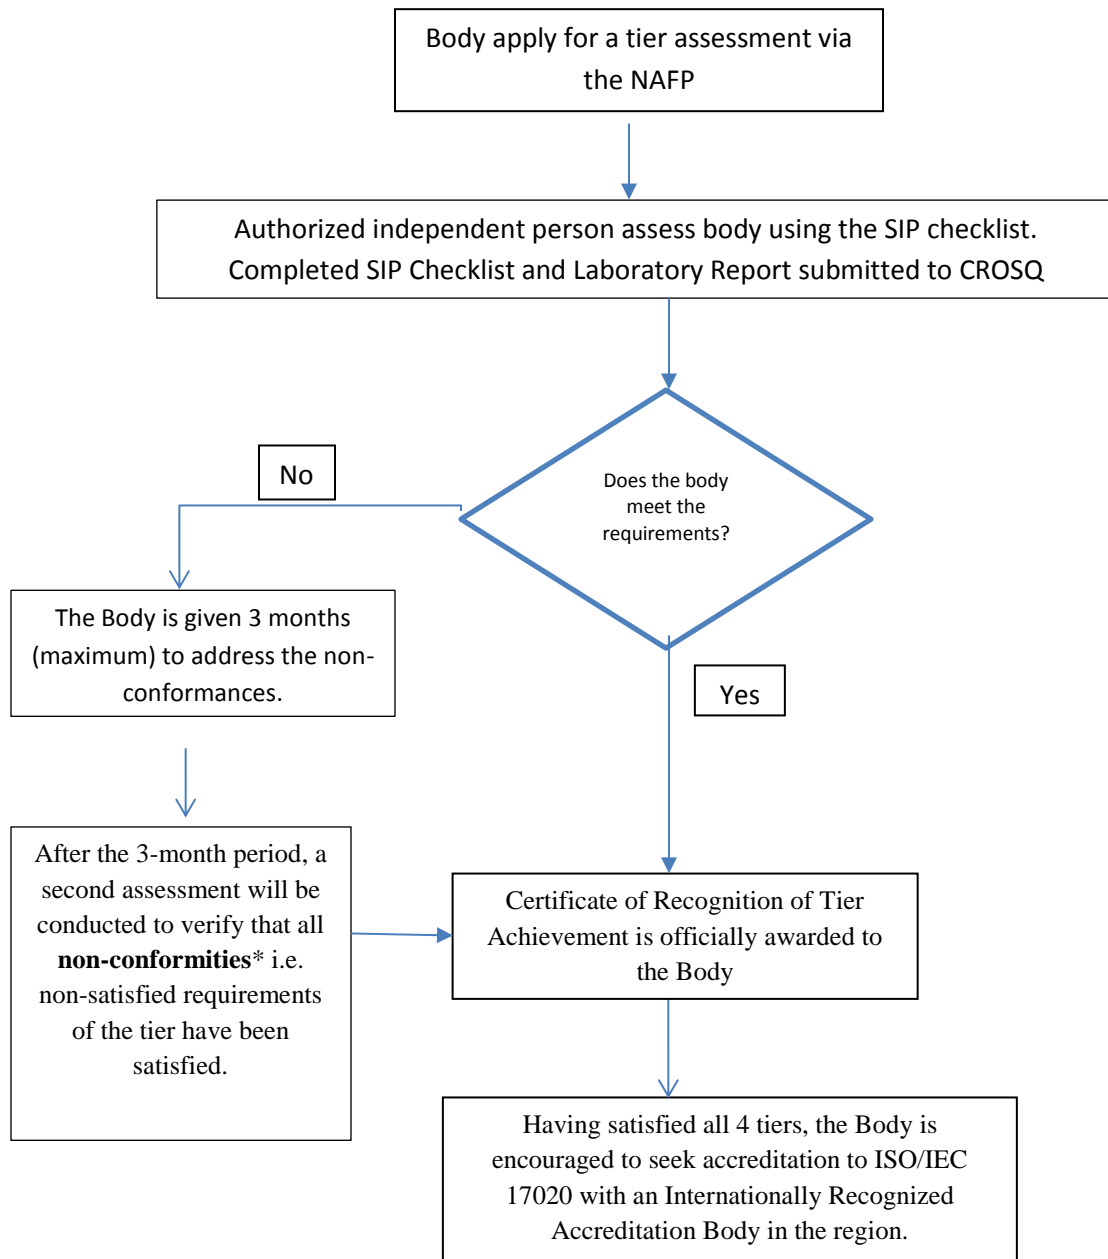 Body apply for a tier assessment via
the NAFP
Authorized independent person assess body using the SIP checklist.
Completed SIP Checklist and Laboratory Report submitted to CROSQ
Does the body
meet the
requirements?
No
The Body is given 3 months
(maximum) to address the non-
conformances.
Yes
After the 3-month period, a
second assessment will be
conducted to verify that all
non-conformities* i.e.
non-satisfied requirements
of the tier have been
satisfied.
Certificate of Recognition of Tier
Achievement is officially awarded to
the Body
Having satisfied all 4 tiers, the Body is
encouraged to seek accreditation to ISO/IEC
17020 with an Internationally Recognized
Accreditation Body in the region.